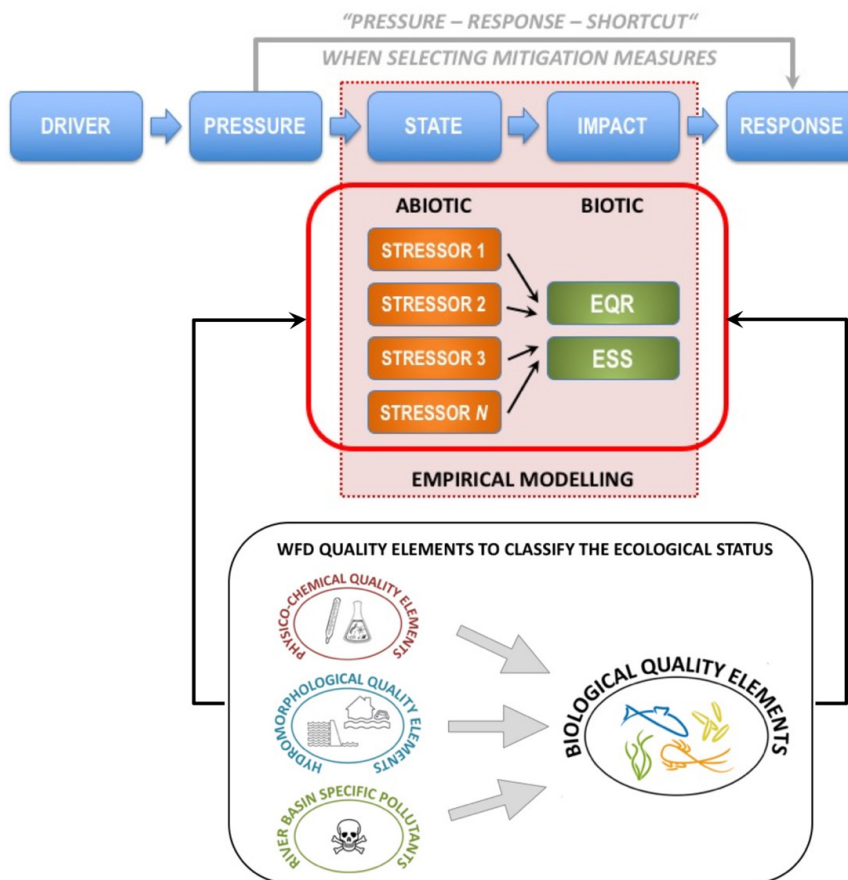 "PRESSURE – RESPONSE – SHORTCUT"
WHEN SELECTING MITIGATION MEASURES
DRIVER
PRESSURE
STATE
IMPACT
RESPONSE
ABIOTIC
BIOTIC
STRESSOR 1
STRESSOR 2
STRESSOR 3
STRESSOR N
EQR
ESS
EMPIRICAL MODELLING
WFD QUALITY ELEMENTS TO CLASSIFY THE ECOLOGICAL STATUS
PHYSICO-CHEMICAL QUALITY ELEMENTS
HYDROMORPHOLOGICAL QUALITY ELEMENTS
RIVER BASIN SPECIFIC POLLUTANTS
BIOLOGICAL QUALITY ELEMENTS